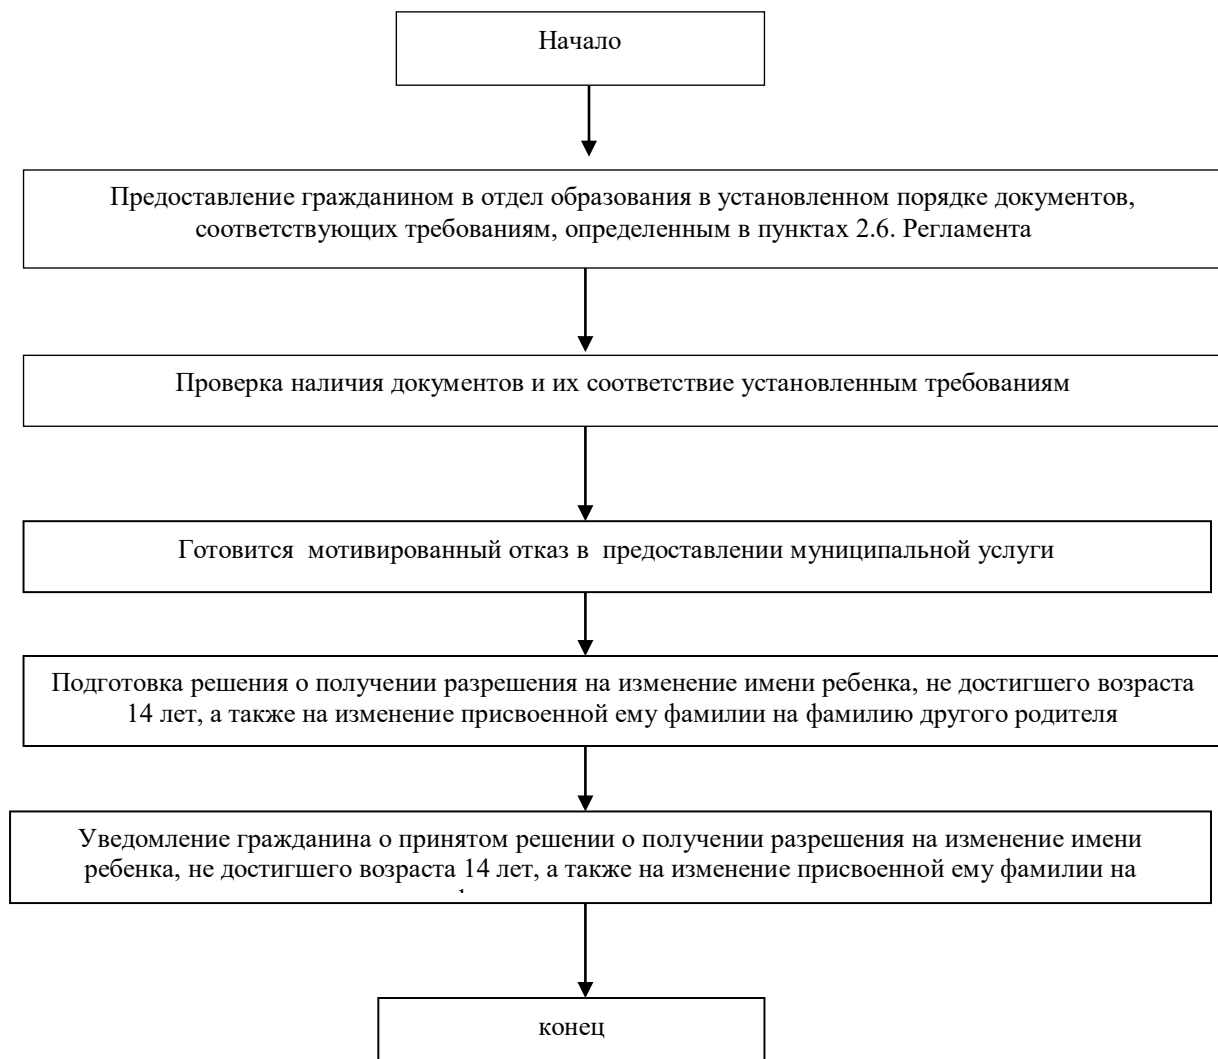 Начало
Предоставление гражданином в отдел образования в установленном порядке документов,
соответствующих требованиям, определенным в пунктах 2.6. Регламента
Проверка наличия документов и их соответствие установленным требованиям
Готовится мотивированный отказ в предоставлении муниципальной услуги
Подготовка решения о получении разрешения на изменение имени ребенка, не достигшего возраста
14 лет, а также на изменение присвоенной ему фамилии на фамилию другого родителя
Уведомление гражданина о принятом решении о получении разрешения на изменение имени
ребенка, не достигшего возраста 14 лет, а также на изменение присвоенной ему фамилии на
конец